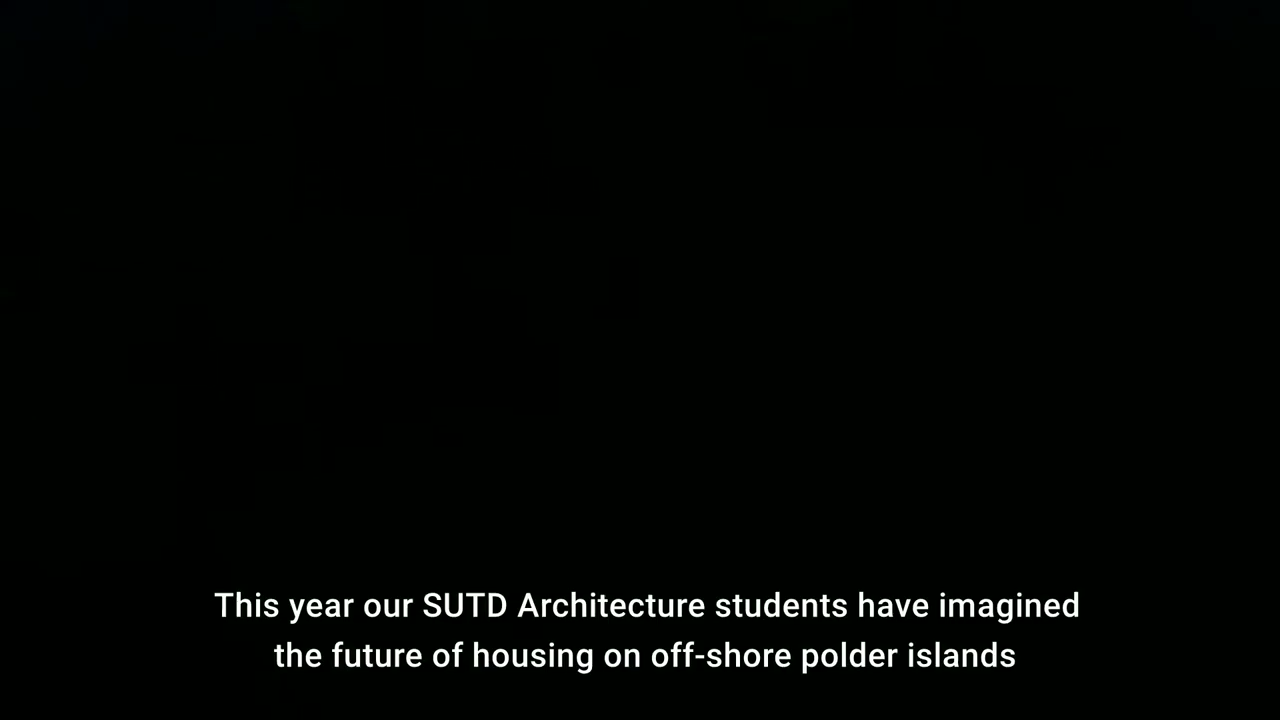 This year our SUTD Architecture students have imagined
the future of housing on off-shore polder islands